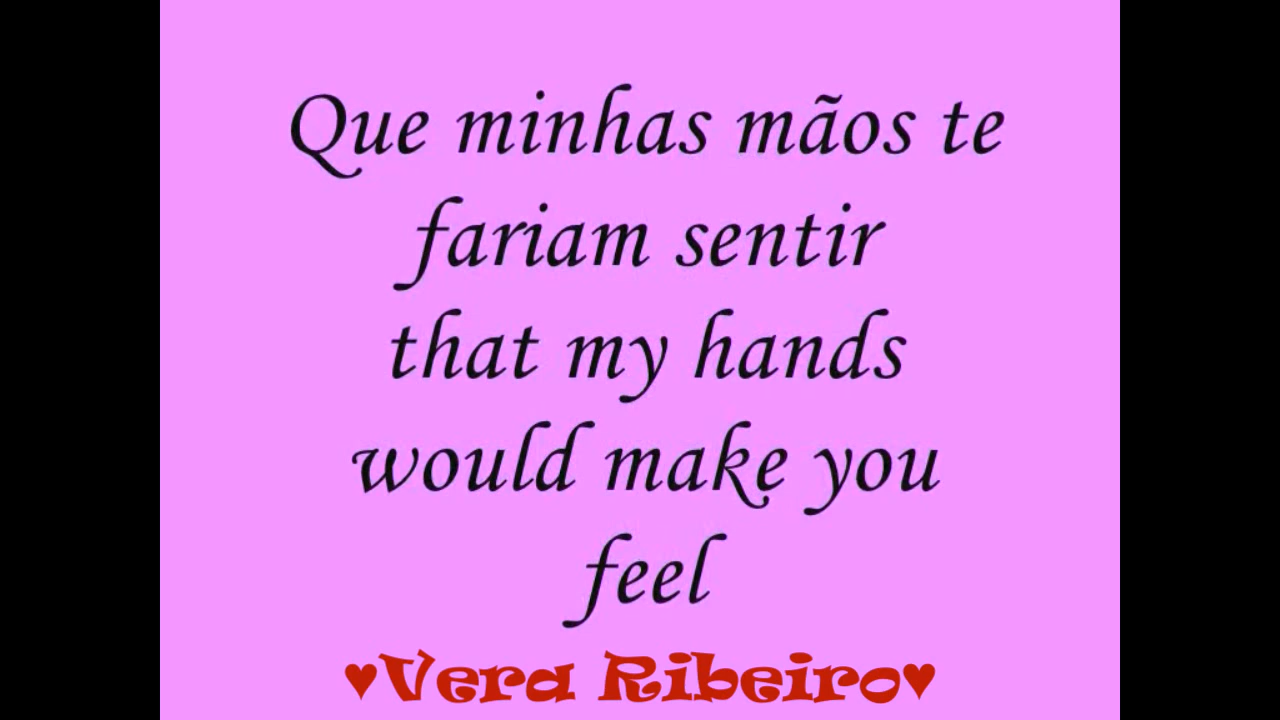 Que minhas mãos te
fariam sentir
that my hands
would make you
feel
♥Vera Ribeiro♥